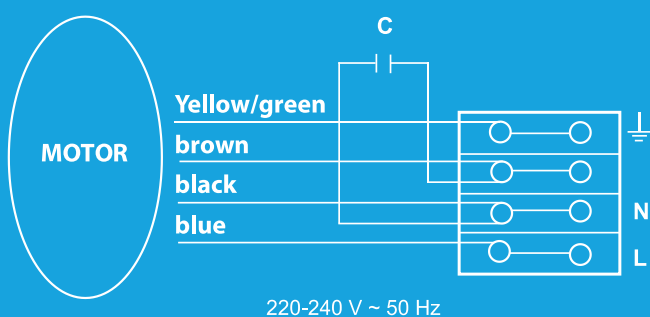 C
Yellow/green
brown
MOTOR
black
blue
N
L
220-240 V ~ 50 Hz